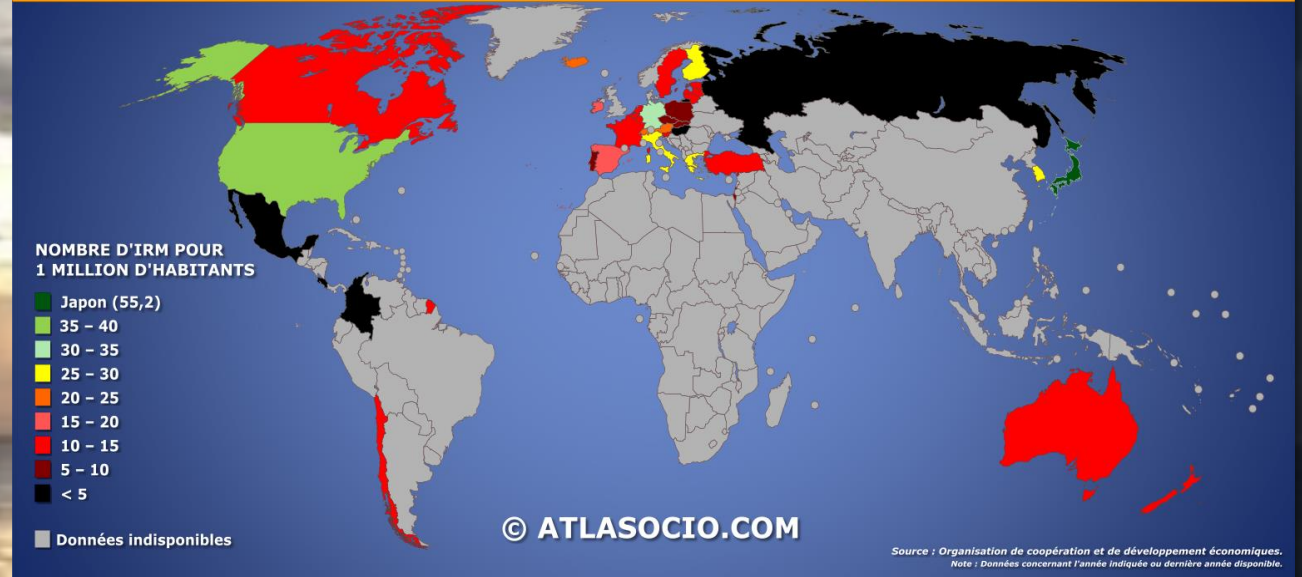 NOMBRE D'IRM POUR
1 MILLION D'HABITANTS
Japon (55,2)
35 – 40
30 – 35
25 – 30
20 – 25
15 – 20
10 – 15
5 – 10
< 5
Données indisponibles
© ATLASOCIO.COM
Source : Organisation de coopération et de développement économiques.
Note : Données concernant l'année indiquée ou dernière année disponible.